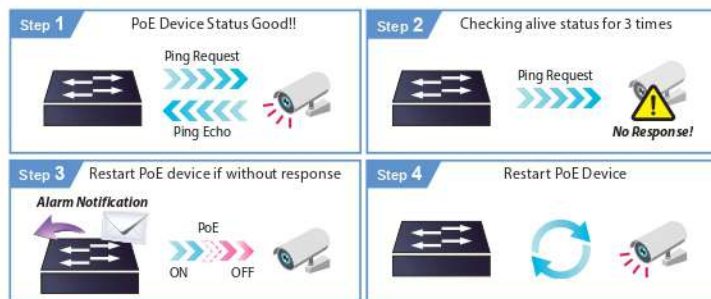 Step 1 PoE Device Status Good!!
Ping Request
Ping Echo
Step 2 Checking alive status for 3 times
Ping Request
No Response!
Step 3 Restart PoE device if without response
Alarm Notification
PoE
ON OFF
Step 4 Restart PoE Device